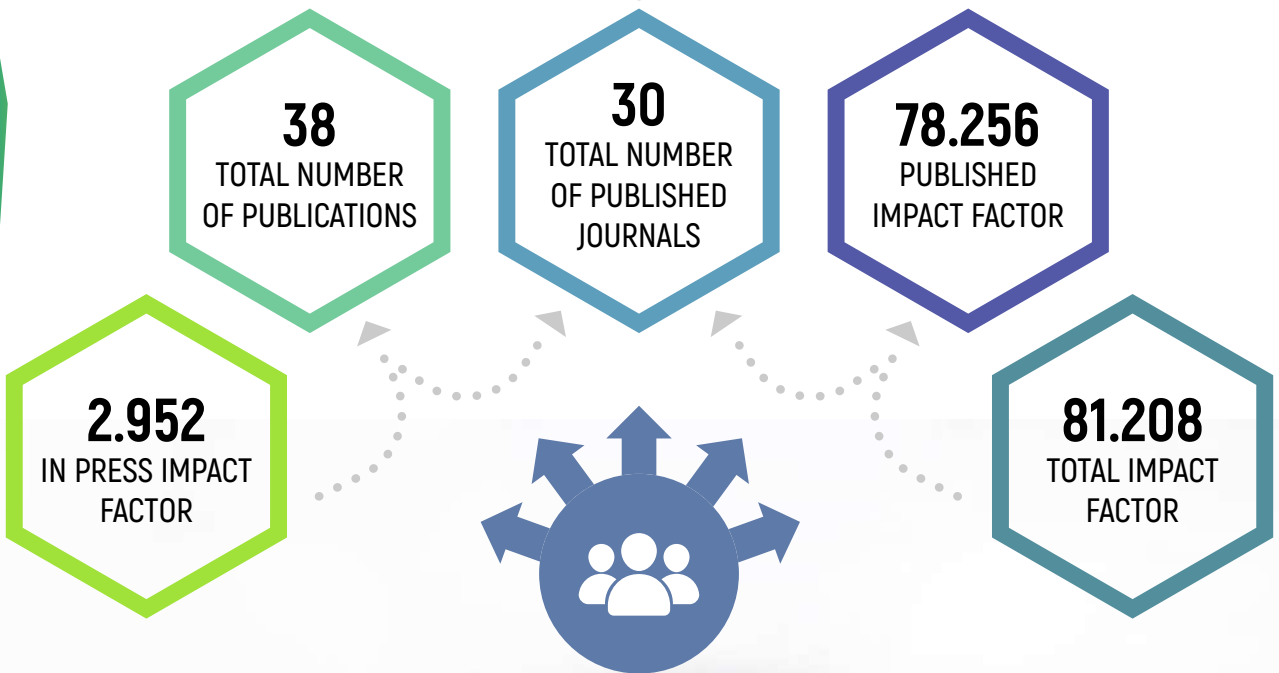 38
TOTAL NUMBER
OF PUBLICATIONS
30
TOTAL NUMBER
OF PUBLISHED
JOURNALS
78.256
PUBLISHED
IMPACT FACTOR
2.952
IN PRESS IMPACT
FACTOR
81.208
TOTAL IMPACT
FACTOR